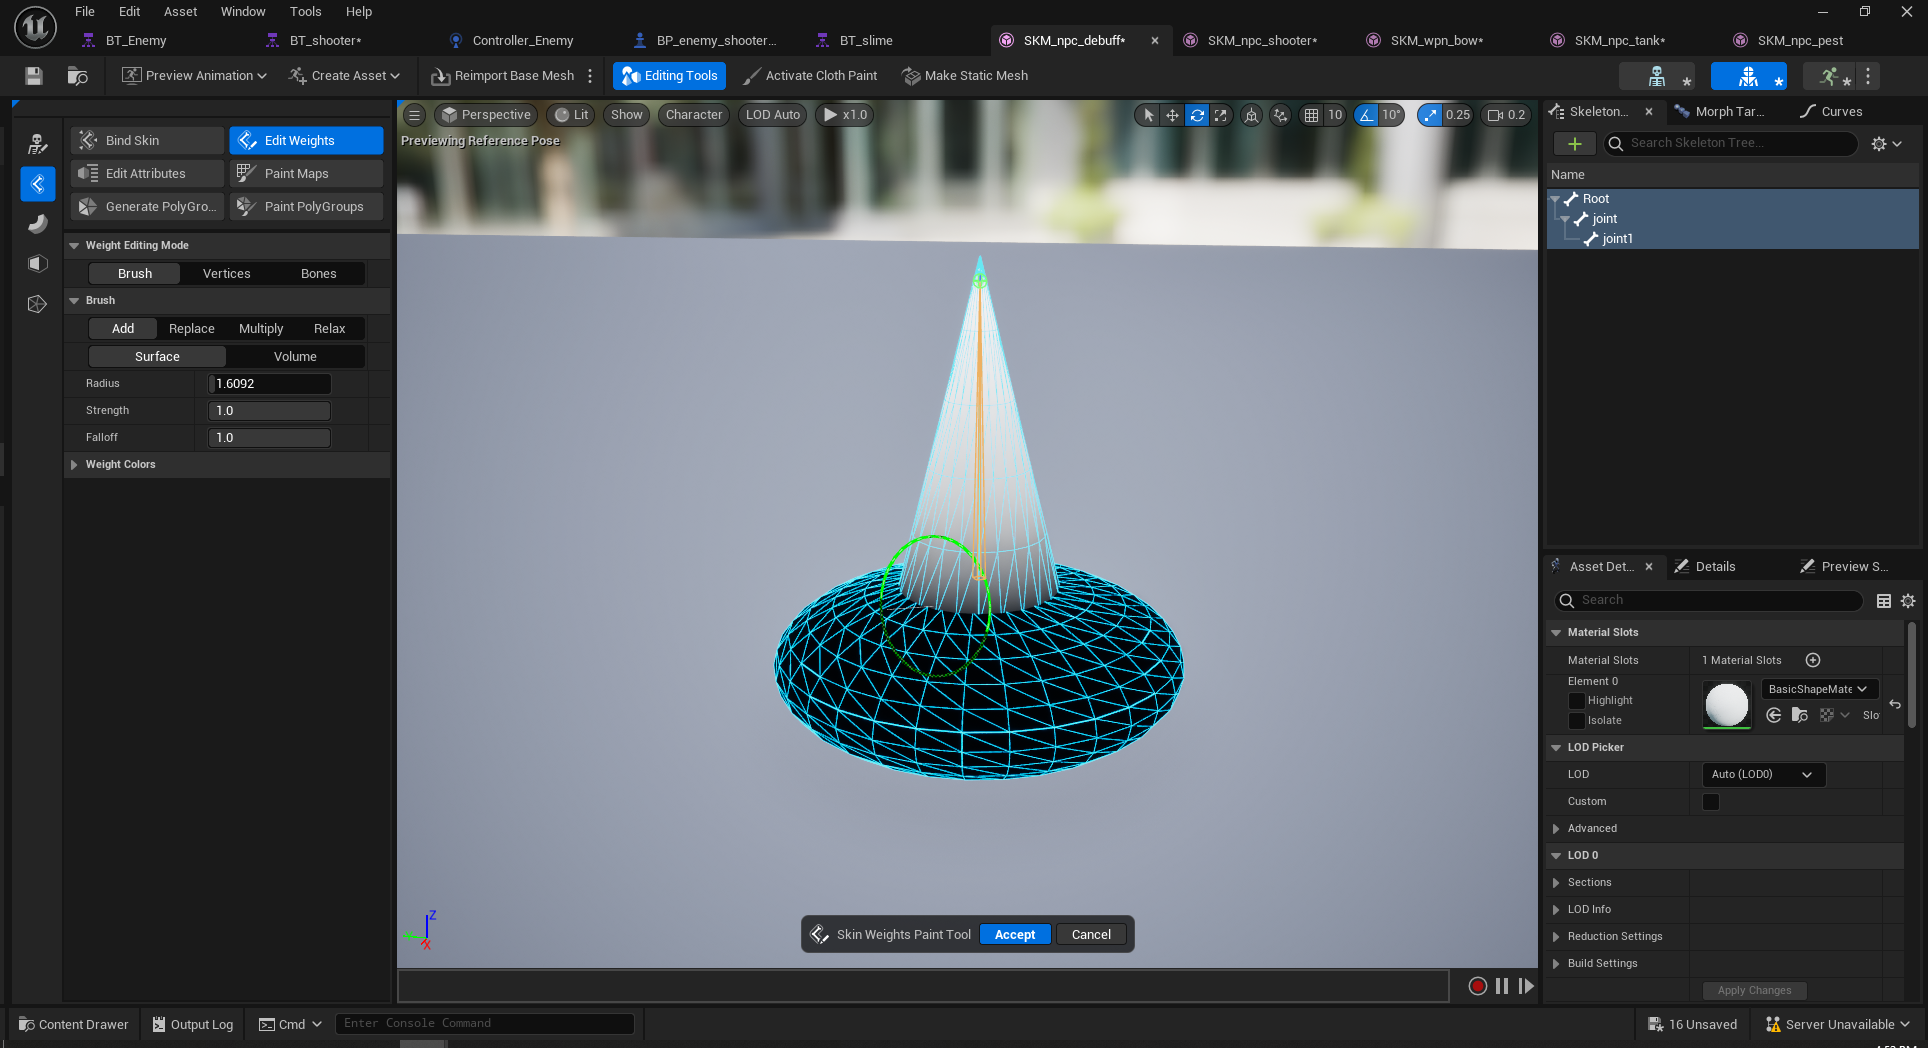 File Edit Asset Window Tools Help
BT_Enemy BT_shooter* Controller_Enemy BP_enemy_shooter... BT_slime SKM_npc_debuff* SKM_npc_shooter* SKM_wpn_bow* SKM_npc_tank* SKM_npc_pest
Preview Animation Create Asset Reimport Base Mesh Editing Tools Activate Cloth Paint Make Static Mesh
Bind Skin Edit Weights
Edit Attributes Paint Maps
Generate PolyGro... Paint PolyGroups
Weight Editing Mode
Brush Vertices Bones
Brush
Add Replace Multiply Relax
Surface Volume
Radius 1.6092
Strength 1.0
Falloff 1.0
Weight Colors
Perspective Lit Show Character LOD Auto x1.0 10 10° 0.25 0.2
Previewing Reference Pose
Z
X
Skin Weights Paint Tool Accept Cancel
Skeleton... Morph Tar... Curves
Search Skeleton Tree...
Name
Root
joint
joint1
Asset Det... Details Preview S...
Search
Material Slots
Material Slots 1 Material Slots
Element 0
Highlight
Isolate
BasicShapeMate
Slo
LOD Picker
LOD Auto (LOD0)
Custom
Advanced
LOD 0
Sections
LOD Info
Reduction Settings
Build Settings
Apply Changes
Content Drawer Output Log Cmd Enter Console Command 16 Unsaved Server Unavailable